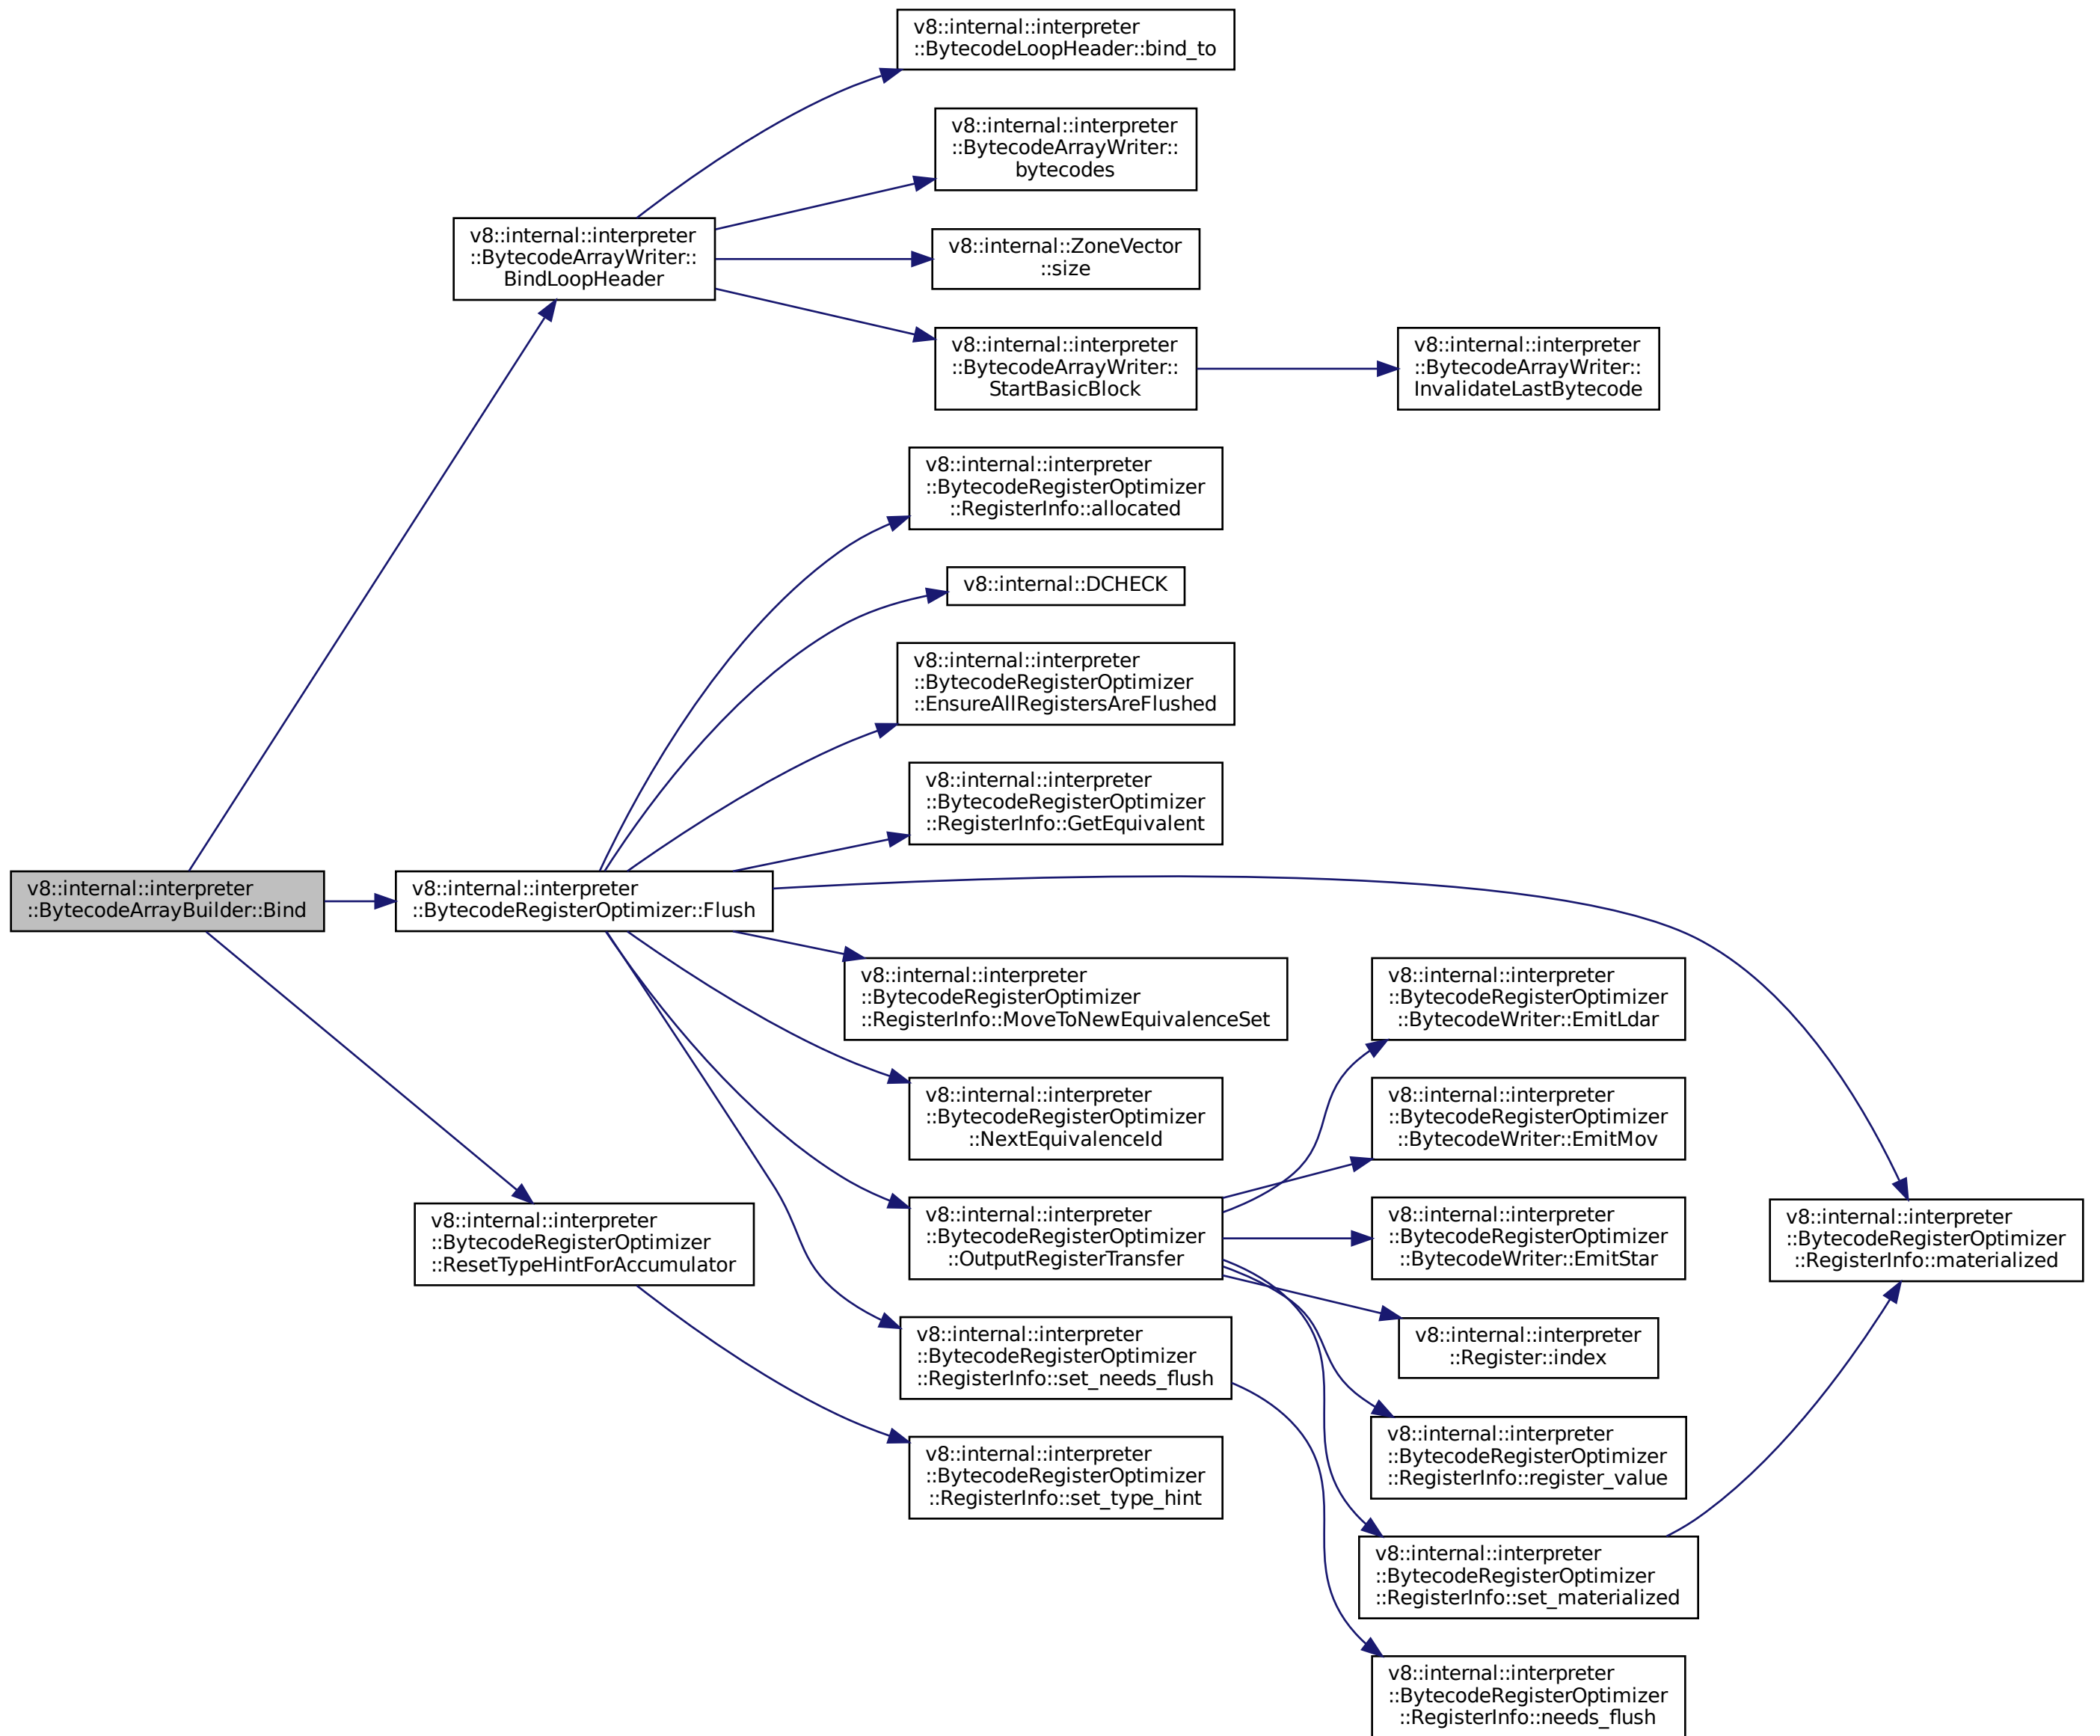 v8::internal::interpreter
::BytecodeLoopHeader::bind_to
v8::internal::interpreter
::BytecodeArrayWriter::
bytecodes
v8::internal::interpreter
::BytecodeArrayWriter::
BindLoopHeader
v8::internal::ZoneVector
::size
v8::internal::interpreter
::BytecodeArrayWriter::
StartBasicBlock
v8::internal::interpreter
::BytecodeArrayWriter::
InvalidateLastBytecode
v8::internal::interpreter
::BytecodeRegisterOptimizer
::RegisterInfo::allocated
v8::internal::DCHECK
v8::internal::interpreter
::BytecodeRegisterOptimizer
::EnsureAllRegistersAreFlushed
v8::internal::interpreter
::BytecodeRegisterOptimizer
::RegisterInfo::GetEquivalent
v8::internal::interpreter
::BytecodeArrayBuilder::Bind
v8::internal::interpreter
::BytecodeRegisterOptimizer::Flush
v8::internal::interpreter
::BytecodeRegisterOptimizer
::RegisterInfo::MoveToNewEquivalenceSet
v8::internal::interpreter
::BytecodeRegisterOptimizer
::BytecodeWriter::EmitLdar
v8::internal::interpreter
::BytecodeRegisterOptimizer
::NextEquivalenceId
v8::internal::interpreter
::BytecodeRegisterOptimizer
::BytecodeWriter::EmitMov
v8::internal::interpreter
::BytecodeRegisterOptimizer
::ResetTypeHintForAccumulator
v8::internal::interpreter
::BytecodeRegisterOptimizer
::OutputRegisterTransfer
v8::internal::interpreter
::BytecodeRegisterOptimizer
::BytecodeWriter::EmitStar
v8::internal::interpreter
::BytecodeRegisterOptimizer
::RegisterInfo::materialized
v8::internal::interpreter
::BytecodeRegisterOptimizer
::RegisterInfo::set_needs_flush
v8::internal::interpreter
::Register::index
v8::internal::interpreter
::BytecodeRegisterOptimizer
::RegisterInfo::set_type_hint
v8::internal::interpreter
::BytecodeRegisterOptimizer
::RegisterInfo::register_value
v8::internal::interpreter
::BytecodeRegisterOptimizer
::RegisterInfo::set_materialized
v8::internal::interpreter
::BytecodeRegisterOptimizer
::RegisterInfo::needs_flush